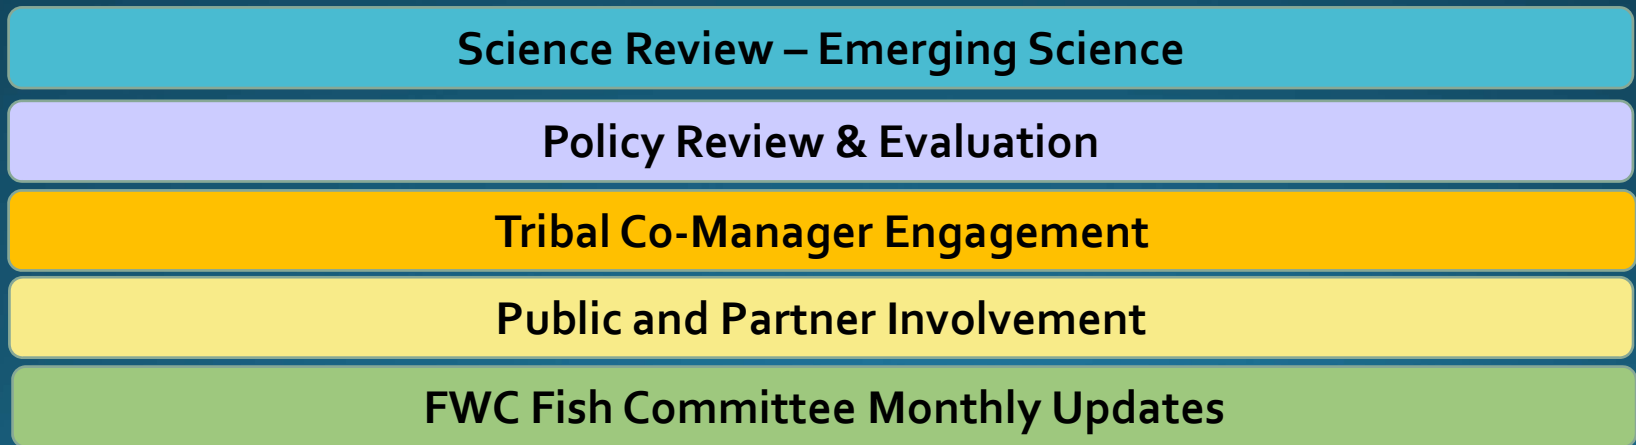 Science Review – Emerging Science
Policy Review & Evaluation
Tribal Co-Manager Engagement
Public and Partner Involvement
FWC Fish Committee Monthly Updates